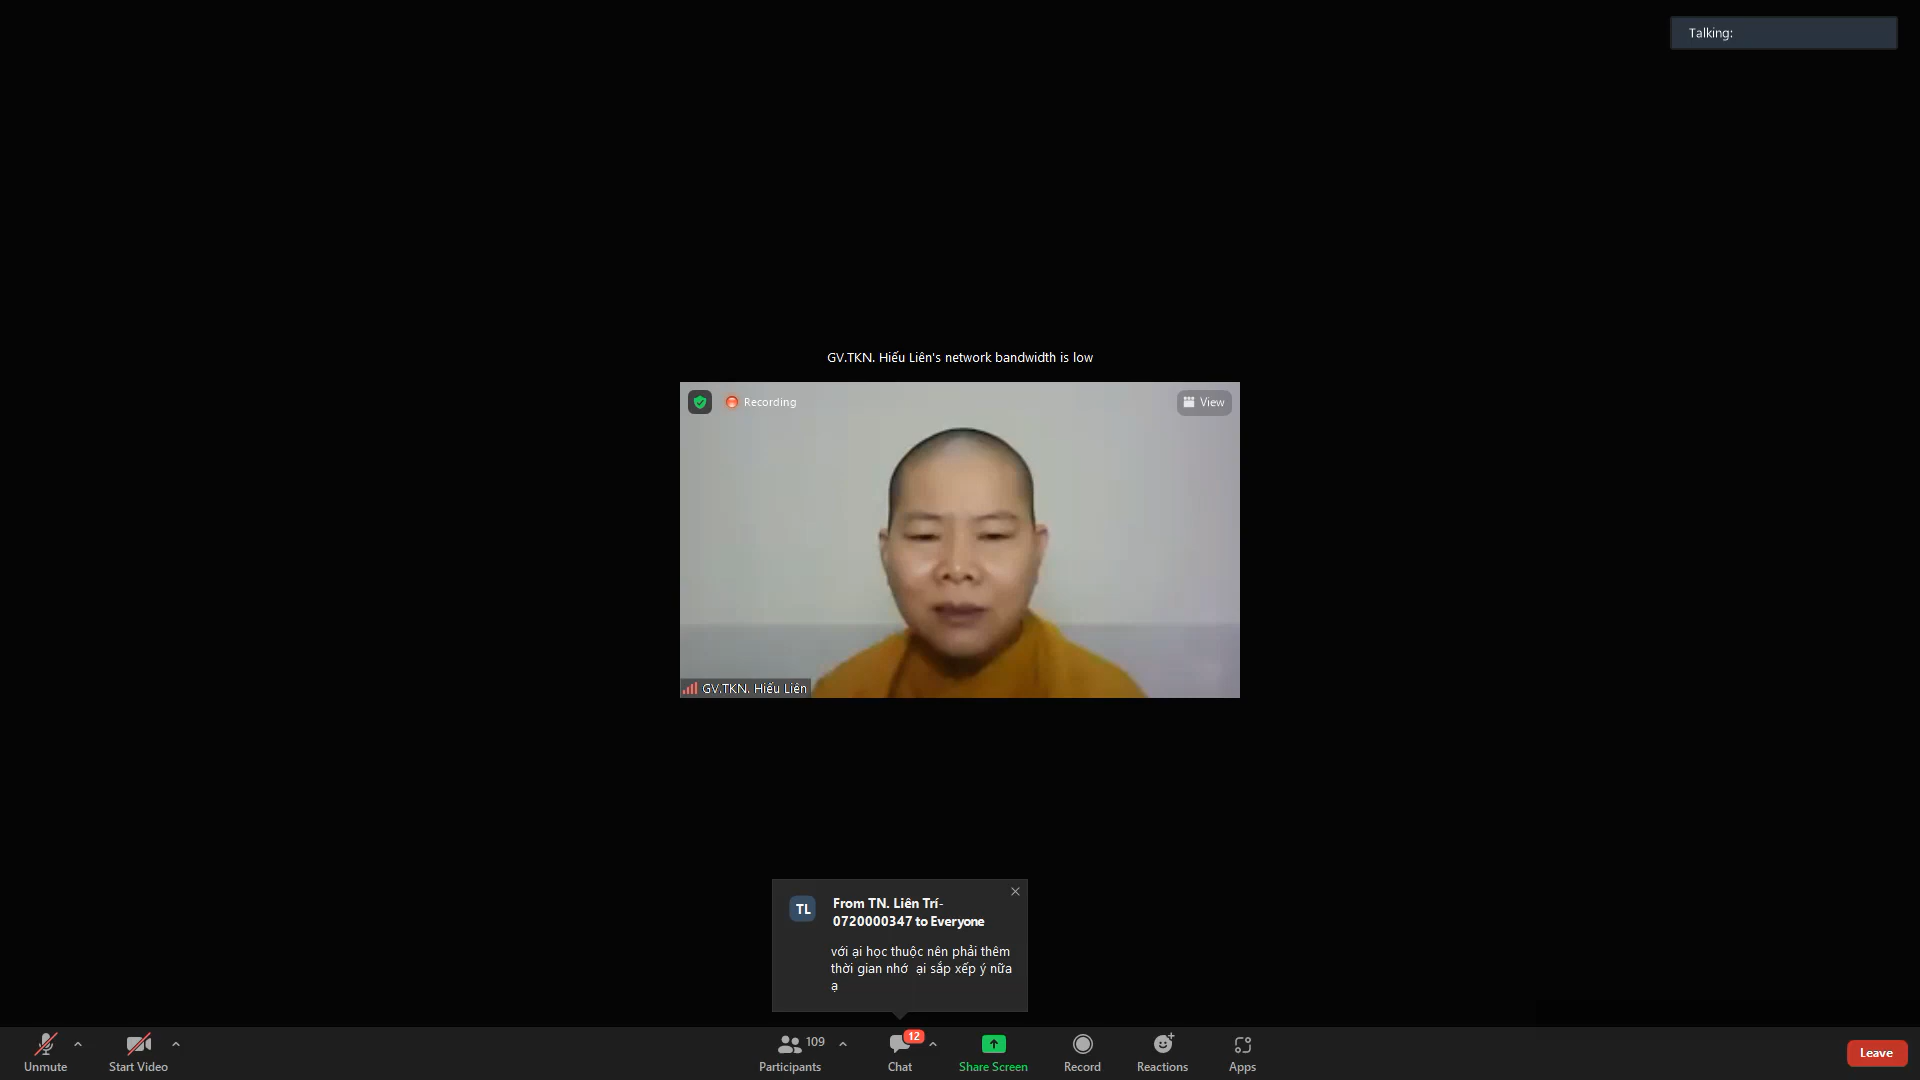 Talking:
GV.TKN. Hiếu Liên's network bandwidth is low
Recording
View
GV.TKN. Hiếu Liên
TL
From TN. Liên Trí-
0720000347 to Everyone
với ại học thuộc nên phải thêm
thời gian nhớ  ại sắp xếp ý nữa
ạ
Unmute
Start Video
109
Participants
12
Chat
Share Screen
Record
Reactions
Apps
Leave